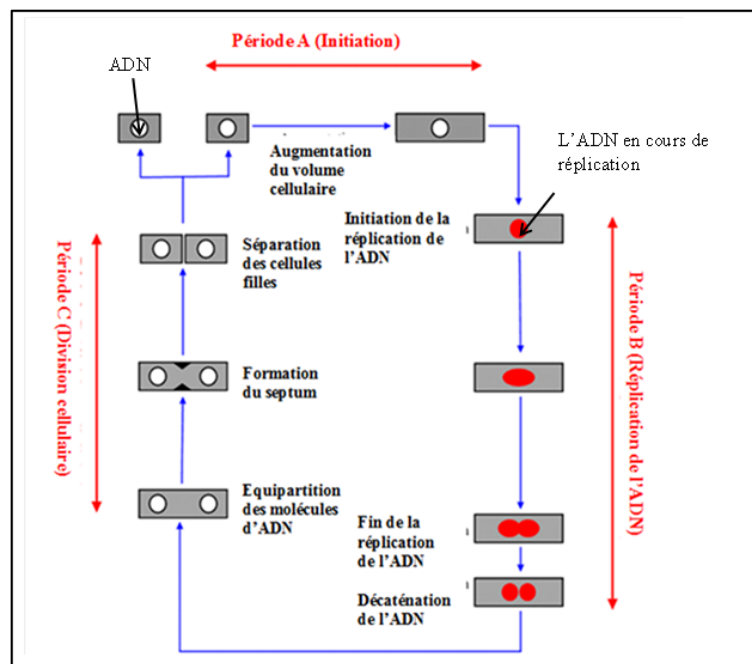 Période A (Initiation)
ADN
Augmentation
du volume
cellulaire
L'ADN en cours de
réplication
Initiation de la
réplication de
l'ADN
Séparation
des cellules
filles
Période C (Division cellulaire)
Période B (Réplication de l'ADN)
Formation
du septum
Equipartition
des molécules
d'ADN
Fin de la
réplication
de l'ADN
Décaténation
de l'ADN